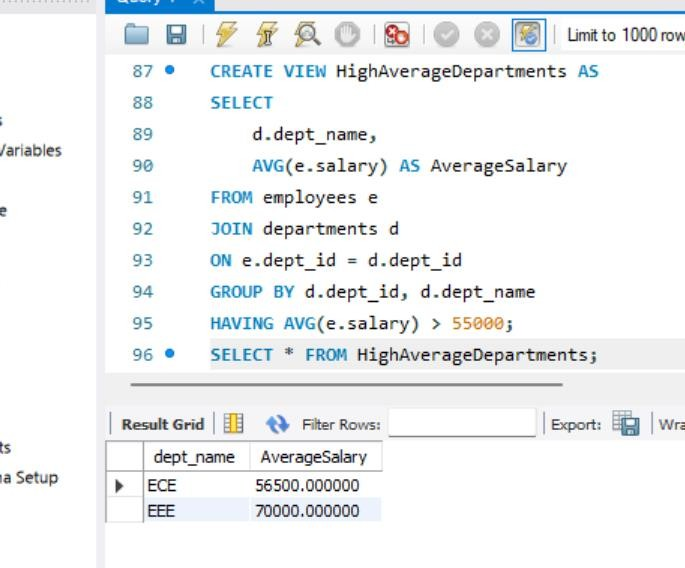 Limit to 1000 row
87 CREATE VIEW HighAverageDepartments AS
88 SELECT
89 d.dept_name,
90 AVG(e.salary) AS AverageSalary
91 FROM employees e
92 JOIN departments d
93 ON e.dept_id = d.dept_id
94 GROUP BY d.dept_id, d.dept_name
95 HAVING AVG(e.salary) > 55000;
96 SELECT * FROM HighAverageDepartments;
Variables
a Setup
Result Grid Filter Rows: Export: Wra
dept_name AverageSalary
ECE 56500.000000
EEE 70000.000000